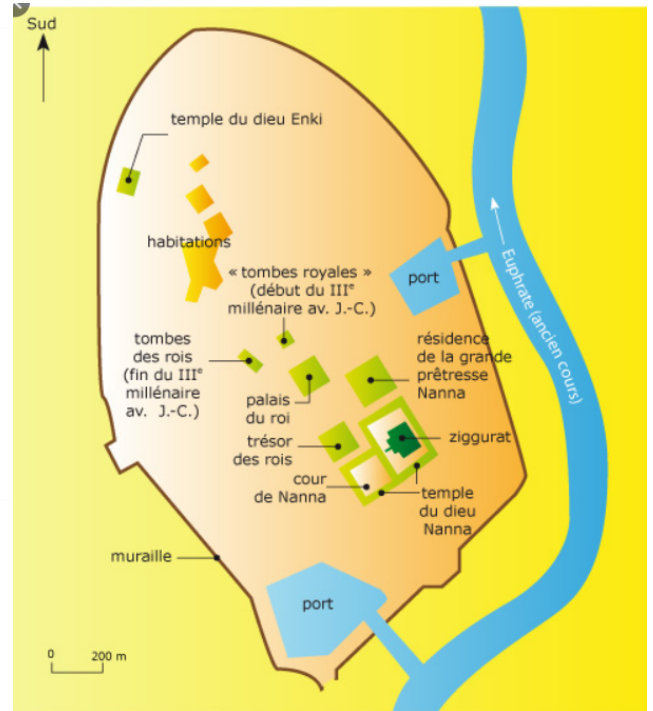 Sud
temple du dieu Enki
habitations
« tombes royales »
(début du IIIe
millénaire av. J.-C.)
port
Euphrate (ancien cours)
tombes
des rois
(fin du IIIe
millénaire
av. J.-C.)
résidence
de la grande
prêtresse
Nanna
palais
du roi
trésor
des rois
ziggurat
cour
de Nanna
temple
du dieu
Nanna
muraille
port
0 200 m